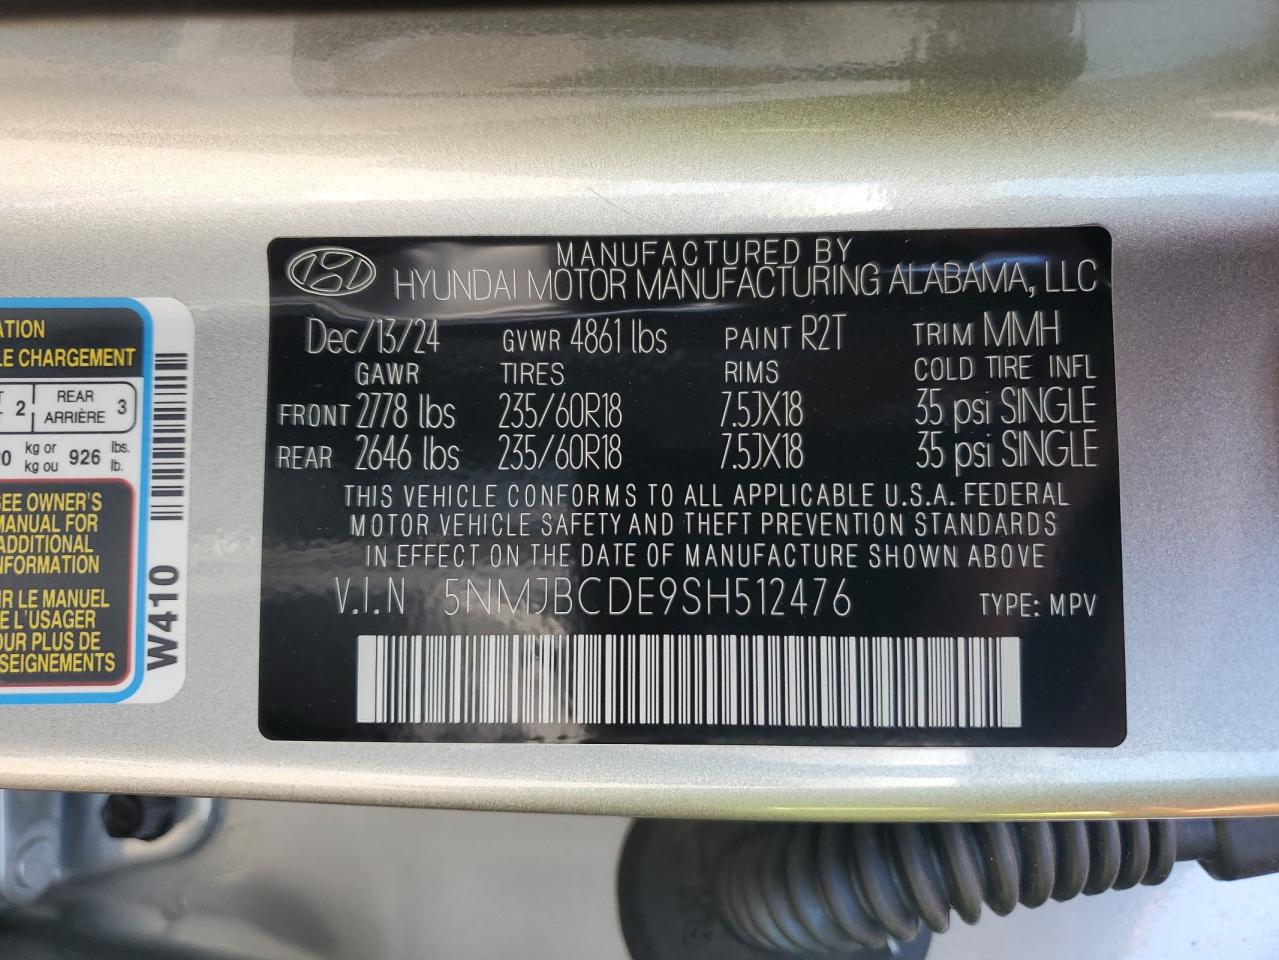 MANUFACTURED BY
HYUNDAI MOTOR MANUFACTURING ALABAMA, LLC
Dec/13/24 GVWR 4861 lbs PAINT R2T TRIM MMH
GAWR TIRES RIMS COLD TIRE INFL
FRONT 2778 lbs 235/60R18 7.5JX18 35 psi SINGLE
REAR 2646 lbs 235/60R18 7.5JX18 35 psi SINGLE
THIS VEHICLE CONFORMS TO ALL APPLICABLE U.S.A. FEDERAL
MOTOR VEHICLE SAFETY AND THEFT PREVENTION STANDARDS
IN EFFECT ON THE DATE OF MANUFACTURE SHOWN ABOVE
V.I.N 5NMJBCDE9SH512476 TYPE: MPV
ATION
LE CHARGEMENT
2 REAR 3
ARRIÈRE
kg or 926 lbs.
kg ou lb.
SEE OWNER'S
MANUAL FOR
ADDITIONAL
INFORMATION
IR LE MANUEL
E L'USAGER
OUR PLUS DE
SEIGNEMENTS
W410